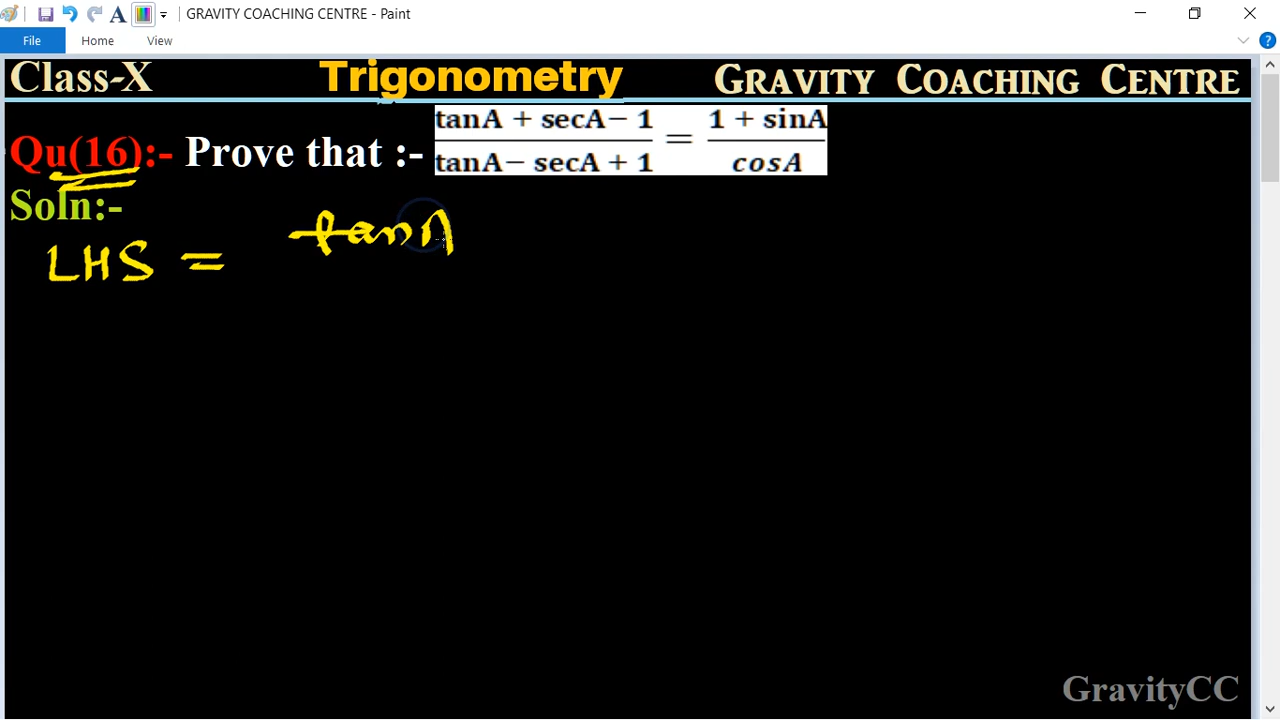 GRAVITY COACHING CENTRE - Paint
File Home View
Class-X Trigonometry GRAVITY COACHING CENTRE
Qu(16):- Prove that :- tanA + secA− 1 / tanA− secA + 1 = 1 + sinA / cosA
Soln:-
LHS = tanA
GravityCC